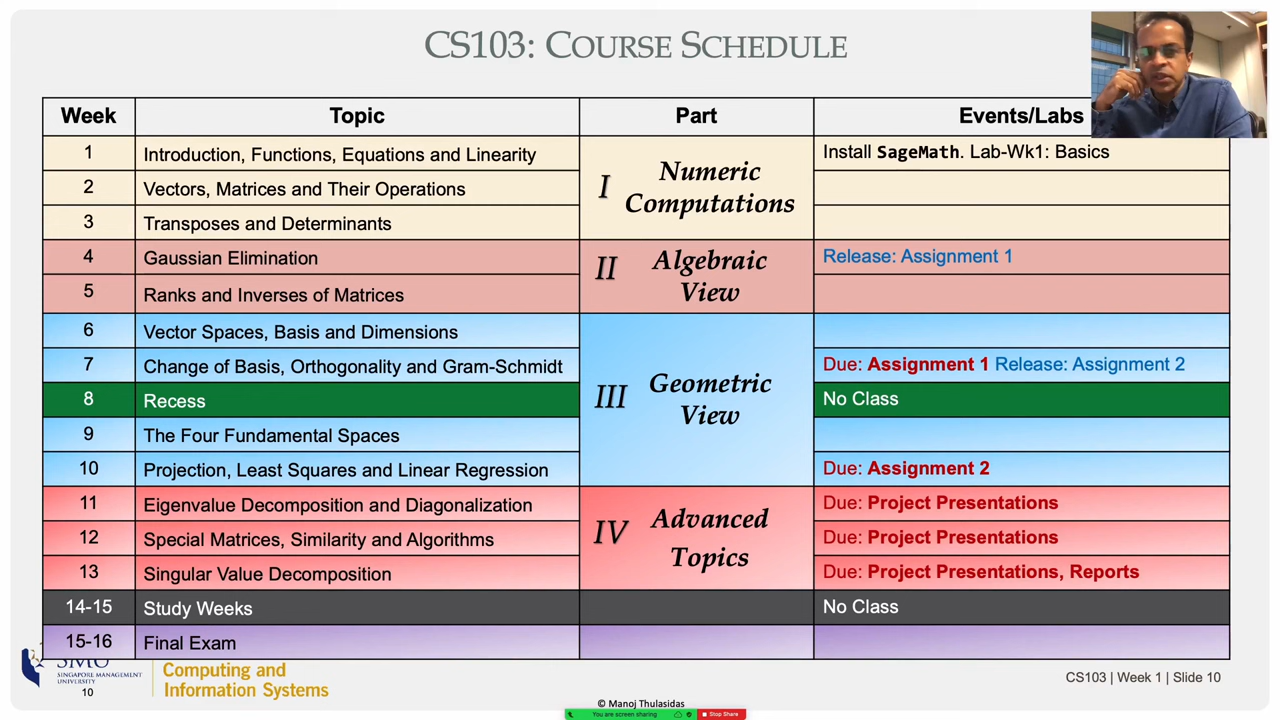 CS103: COURSE SCHEDULE
Week Topic Part Events/Labs
1 Introduction, Functions, Equations and Linearity Install SageMath. Lab-Wk1: Basics
2 Vectors, Matrices and Their Operations
3 Transposes and Determinants
I Numeric
Computations
4 Gaussian Elimination Release: Assignment 1
5 Ranks and Inverses of Matrices
II Algebraic
View
6 Vector Spaces, Basis and Dimensions
7 Change of Basis, Orthogonality and Gram-Schmidt Due: Assignment 1 Release: Assignment 2
8 Recess No Class
9 The Four Fundamental Spaces
10 Projection, Least Squares and Linear Regression Due: Assignment 2
III Geometric
View
11 Eigenvalue Decomposition and Diagonalization Due: Project Presentations
12 Special Matrices, Similarity and Algorithms Due: Project Presentations
13 Singular Value Decomposition Due: Project Presentations, Reports
IV Advanced
Topics
14-15 Study Weeks No Class
15-16 Final Exam
SMU
SINGAPORE MANAGEMENT
UNIVERSITY
Computing and
Information Systems
10
CS103 | Week 1 | Slide 10
© Manoj Thulasidas
You are screen sharing Stop Share